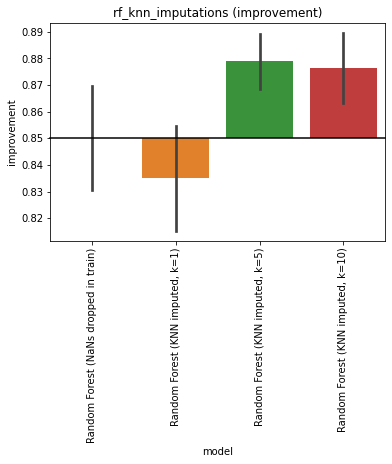 rf_knn_imputations (improvement)
0.89
0.88
0.87
0.86
0.85
0.84
0.83
0.82
improvement
Random Forest (NaNs dropped in train)
Random Forest (KNN imputed, k=1)
Random Forest (KNN imputed, k=5)
Random Forest (KNN imputed, k=10)
model